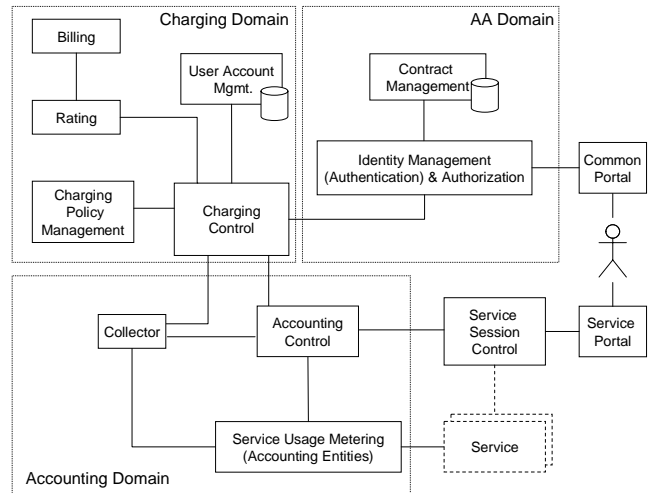 Charging Domain
AA Domain
Billing
User Account
Mgmt.
Contract
Management
Rating
Identity Management
(Authentication) & Authorization
Common
Portal
Charging
Policy
Management
Charging
Control
Collector
Accounting
Control
Service
Session
Control
Service
Portal
Service Usage Metering
(Accounting Entities)
Service
Accounting Domain